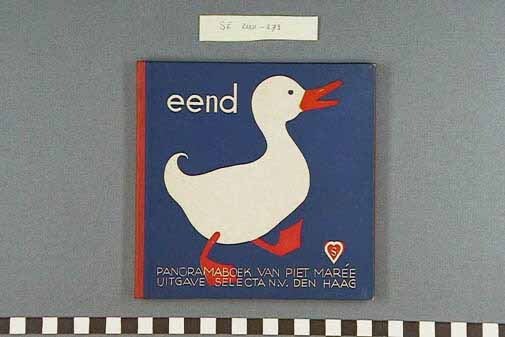 eend
S
PANORAMABOEK VAN PIET MARÉE
UITGAVE SELECTA N.V. DEN HAAG